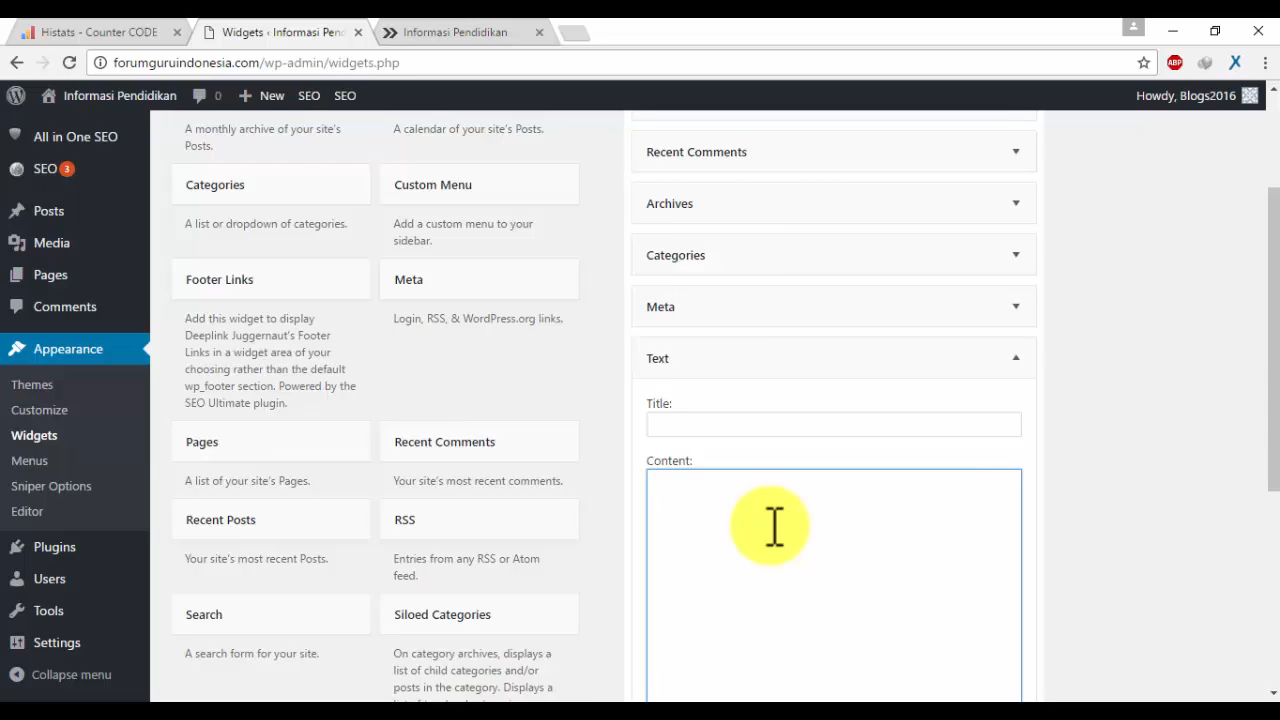 Histats - Counter CODE
Widgets ‹ Informasi Pend
Informasi Pendidikan
forumguruindonesia.com/wp-admin/widgets.php
ABP
Informasi Pendidikan
0
New
SEO
SEO
Howdy, Blogs2016
All in One SEO
SEO 3
Posts
Media
Pages
Comments
Appearance
Themes
Customize
Widgets
Menus
Sniper Options
Editor
Plugins
Users
Tools
Settings
Collapse menu
A monthly archive of your site's
Posts.
A calendar of your site's Posts.
Categories
A list or dropdown of categories.
Custom Menu
Add a custom menu to your
sidebar.
Footer Links
Add this widget to display
Deeplink Juggernaut's Footer
Links in a widget area of your
choosing rather than the default
wp_footer section. Powered by the
SEO Ultimate plugin.
Meta
Login, RSS, & WordPress.org links.
Pages
A list of your site's Pages.
Recent Comments
Your site's most recent comments.
Recent Posts
Your site's most recent Posts.
RSS
Entries from any RSS or Atom
feed.
Search
A search form for your site.
Siloed Categories
On category archives, displays a
list of child categories and/or
posts in the category. Displays a
Recent Comments
Archives
Categories
Meta
Text
Title:
Content: